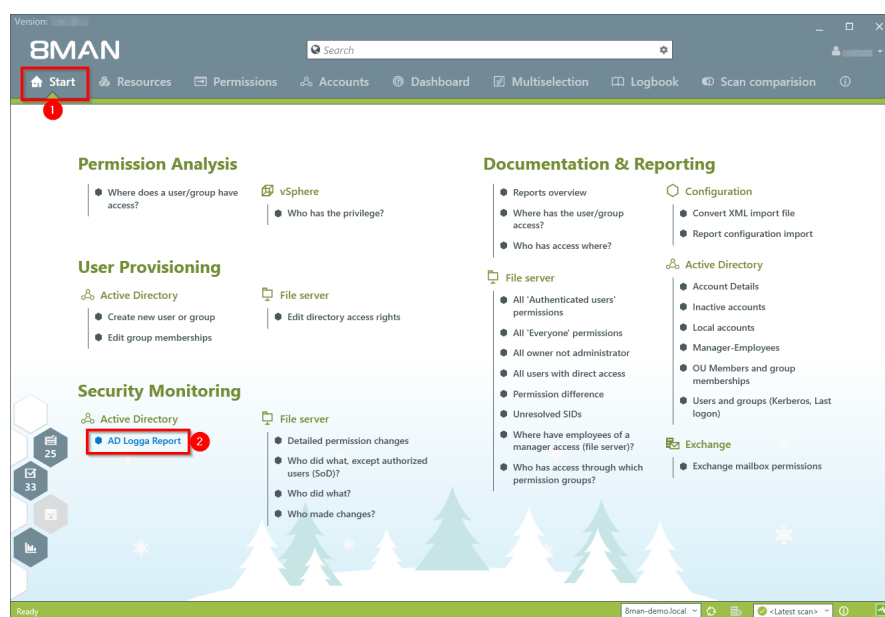 Version:
8MAN
Search
Start
Resources
Permissions
Accounts
Dashboard
Multiselection
Logbook
Scan comparision
1
Permission Analysis
Where does a user/group have
access?
vSphere
Who has the privilege?
User Provisioning
Active Directory
Create new user or group
Edit group memberships
File server
Edit directory access rights
Security Monitoring
Active Directory
AD Logga Report
2
File server
Detailed permission changes
Who did what, except authorized
users (SoD)?
Who did what?
Who made changes?
Documentation & Reporting
Reports overview
Where has the user/group
access?
Who has access where?
File server
All 'Authenticated users'
permissions
All 'Everyone' permissions
All owner not administrator
All users with direct access
Permission difference
Unresolved SIDs
Where have employees of a
manager access (file server)?
Who has access through which
permission groups?
Configuration
Convert XML import file
Report configuration import
Active Directory
Account Details
Inactive accounts
Local accounts
Manager-Employees
OU Members and group
memberships
Users and groups (Kerberos, Last
logon)
Exchange
Exchange mailbox permissions
25
33
Ready
8man-demo.local
<Latest scan>